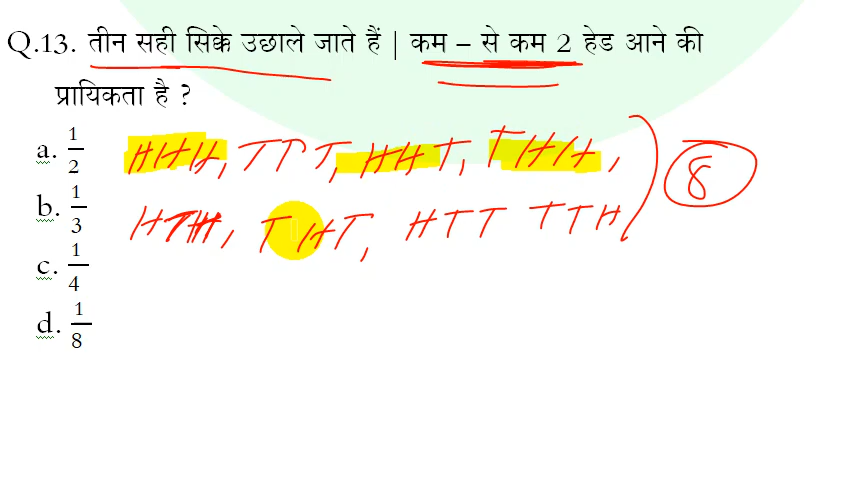 Q.13. तीन सही सिक्के उछाले जाते हैं | कम – से कम 2 हेड आने की
प्रायिकता है ?
a. 1/2
HHH, TTT, HHT, THH,
8
b. 1/3
HTH, THT, HTT TTH
c. 1/4
d. 1/8